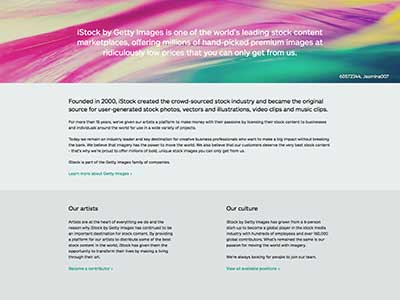 iStock by Getty Images is one of the world's leading stock content
marketplaces, offering millions of hand-picked premium images at
ridiculously low prices that you can only get from us.
60572344, Jasmina007
Founded in 2000, iStock created the crowd-sourced stock industry and became the original
source for user-generated stock photos, vectors and illustrations, video clips and music clips.
For more than 15 years, we've given our artists a platform to make money with their passions by licensing their stock content to businesses
and individuals around the world for use in a wide variety of projects.
Today we remain an industry leader and key destination for creative business professionals who want to make a big impact without breaking
the bank. We believe that imagery has the power to move the world. We also believe that our customers deserve the very best stock content
- that's why we're proud to offer millions of bold, unique stock images you can only get from us.
iStock is part of the Getty Images family of companies.
Learn more about Getty Images ›
Our artists
Artists are at the heart of everything we do and the
reason why iStock by Getty Images has continued to be
an important destination for stock content. By providing
a platform for our artists to distribute some of the best
stock content in the world, iStock has given them the
opportunity to transform their lives by making a living
through their art.
Become a contributor ›
Our culture
iStock by Getty Images has grown from a 6-person
start-up to become a global player in the stock media
industry with hundreds of employees and over 160,000
global contributors. What's remained the same is our
passion for moving the world with imagery.
We're always looking for people to join our team.
View all available positions ›